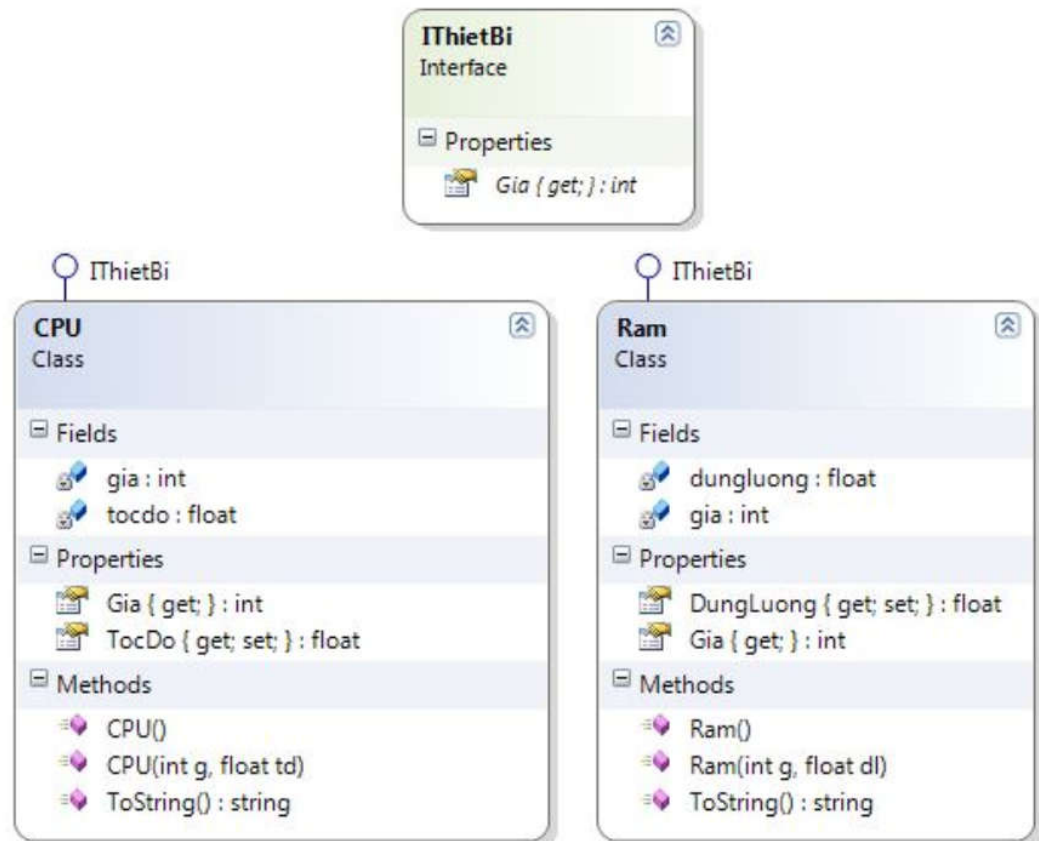 IThietBi
Interface
Properties
Gia { get; } : int
IThietBi
CPU
Class
Fields
gia : int
tocdo : float
Properties
Gia { get; } : int
TocDo { get; set; } : float
Methods
CPU()
CPU(int g, float td)
ToString() : string
IThietBi
Ram
Class
Fields
dungluong : float
gia : int
Properties
DungLuong { get; set; } : float
Gia { get; } : int
Methods
Ram()
Ram(int g, float dl)
ToString() : string